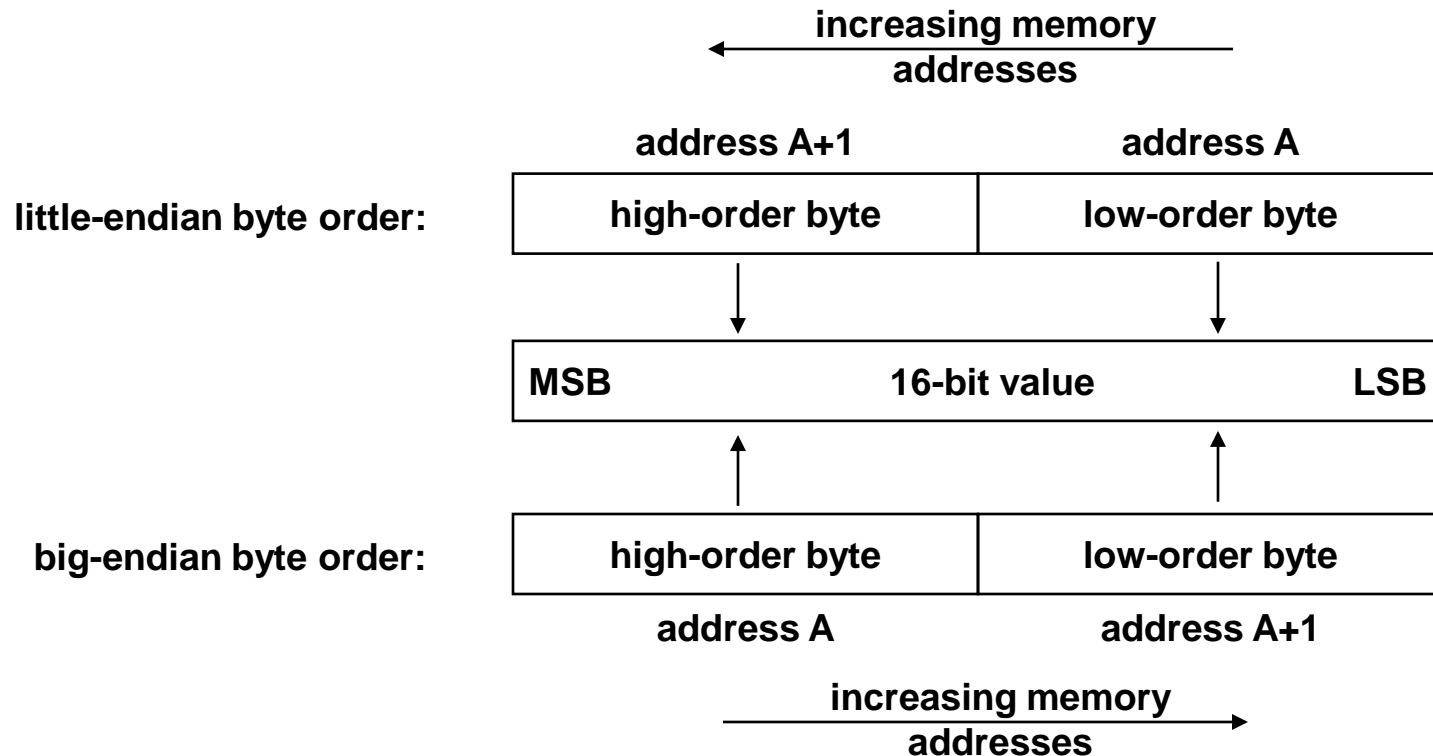 increasing memory
addresses
address A+1 address A
little-endian byte order: high-order byte low-order byte
MSB 16-bit value LSB
big-endian byte order: high-order byte low-order byte
address A address A+1
increasing memory
addresses